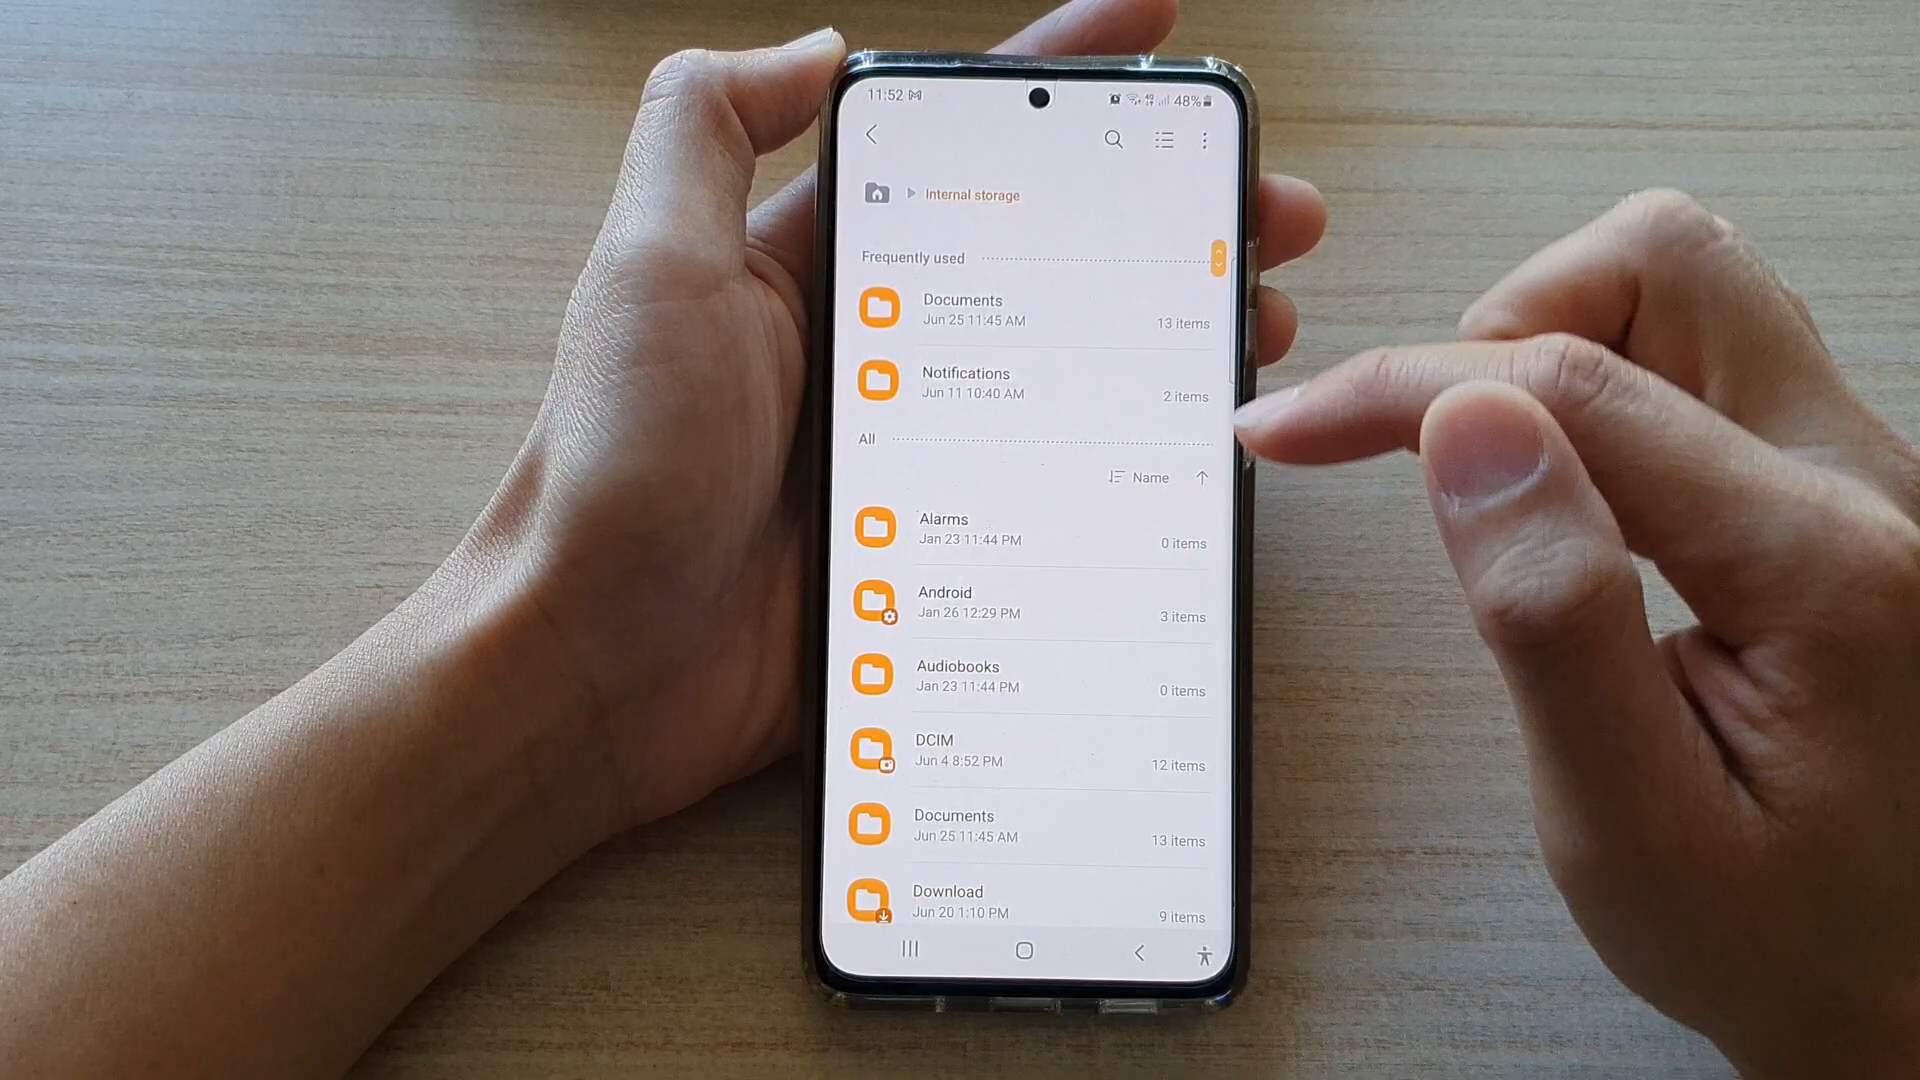 11:52 48%
Internal storage
Frequently used
Documents
Jun 25 11:45 AM 13 items
Notifications
Jun 11 10:40 AM 2 items
All
Name
Alarms
Jan 23 11:44 PM 0 items
Android
Jan 26 12:29 PM 3 items
Audiobooks
Jan 23 11:44 PM 0 items
DCIM
Jun 4 8:52 PM 12 items
Documents
Jun 25 11:45 AM 13 items
Download
Jun 20 1:10 PM 9 items